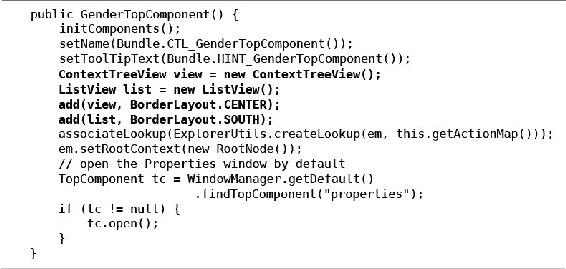 public GenderTopComponent() {
    initComponents();
    setName(Bundle.CTL_GenderTopComponent());
    setToolTipText(Bundle.HINT_GenderTopComponent());
    ContextTreeView view = new ContextTreeView();
    ListView list = new ListView();
    add(view, BorderLayout.CENTER);
    add(list, BorderLayout.SOUTH);
    associateLookup(ExplorerUtils.createLookup(em, this.getActionMap()));
    em.setRootContext(new RootNode());
    // open the Properties window by default
    TopComponent tc = WindowManager.getDefault()
                        .findTopComponent("properties");
    if (tc != null) {
        tc.open();
    }
}